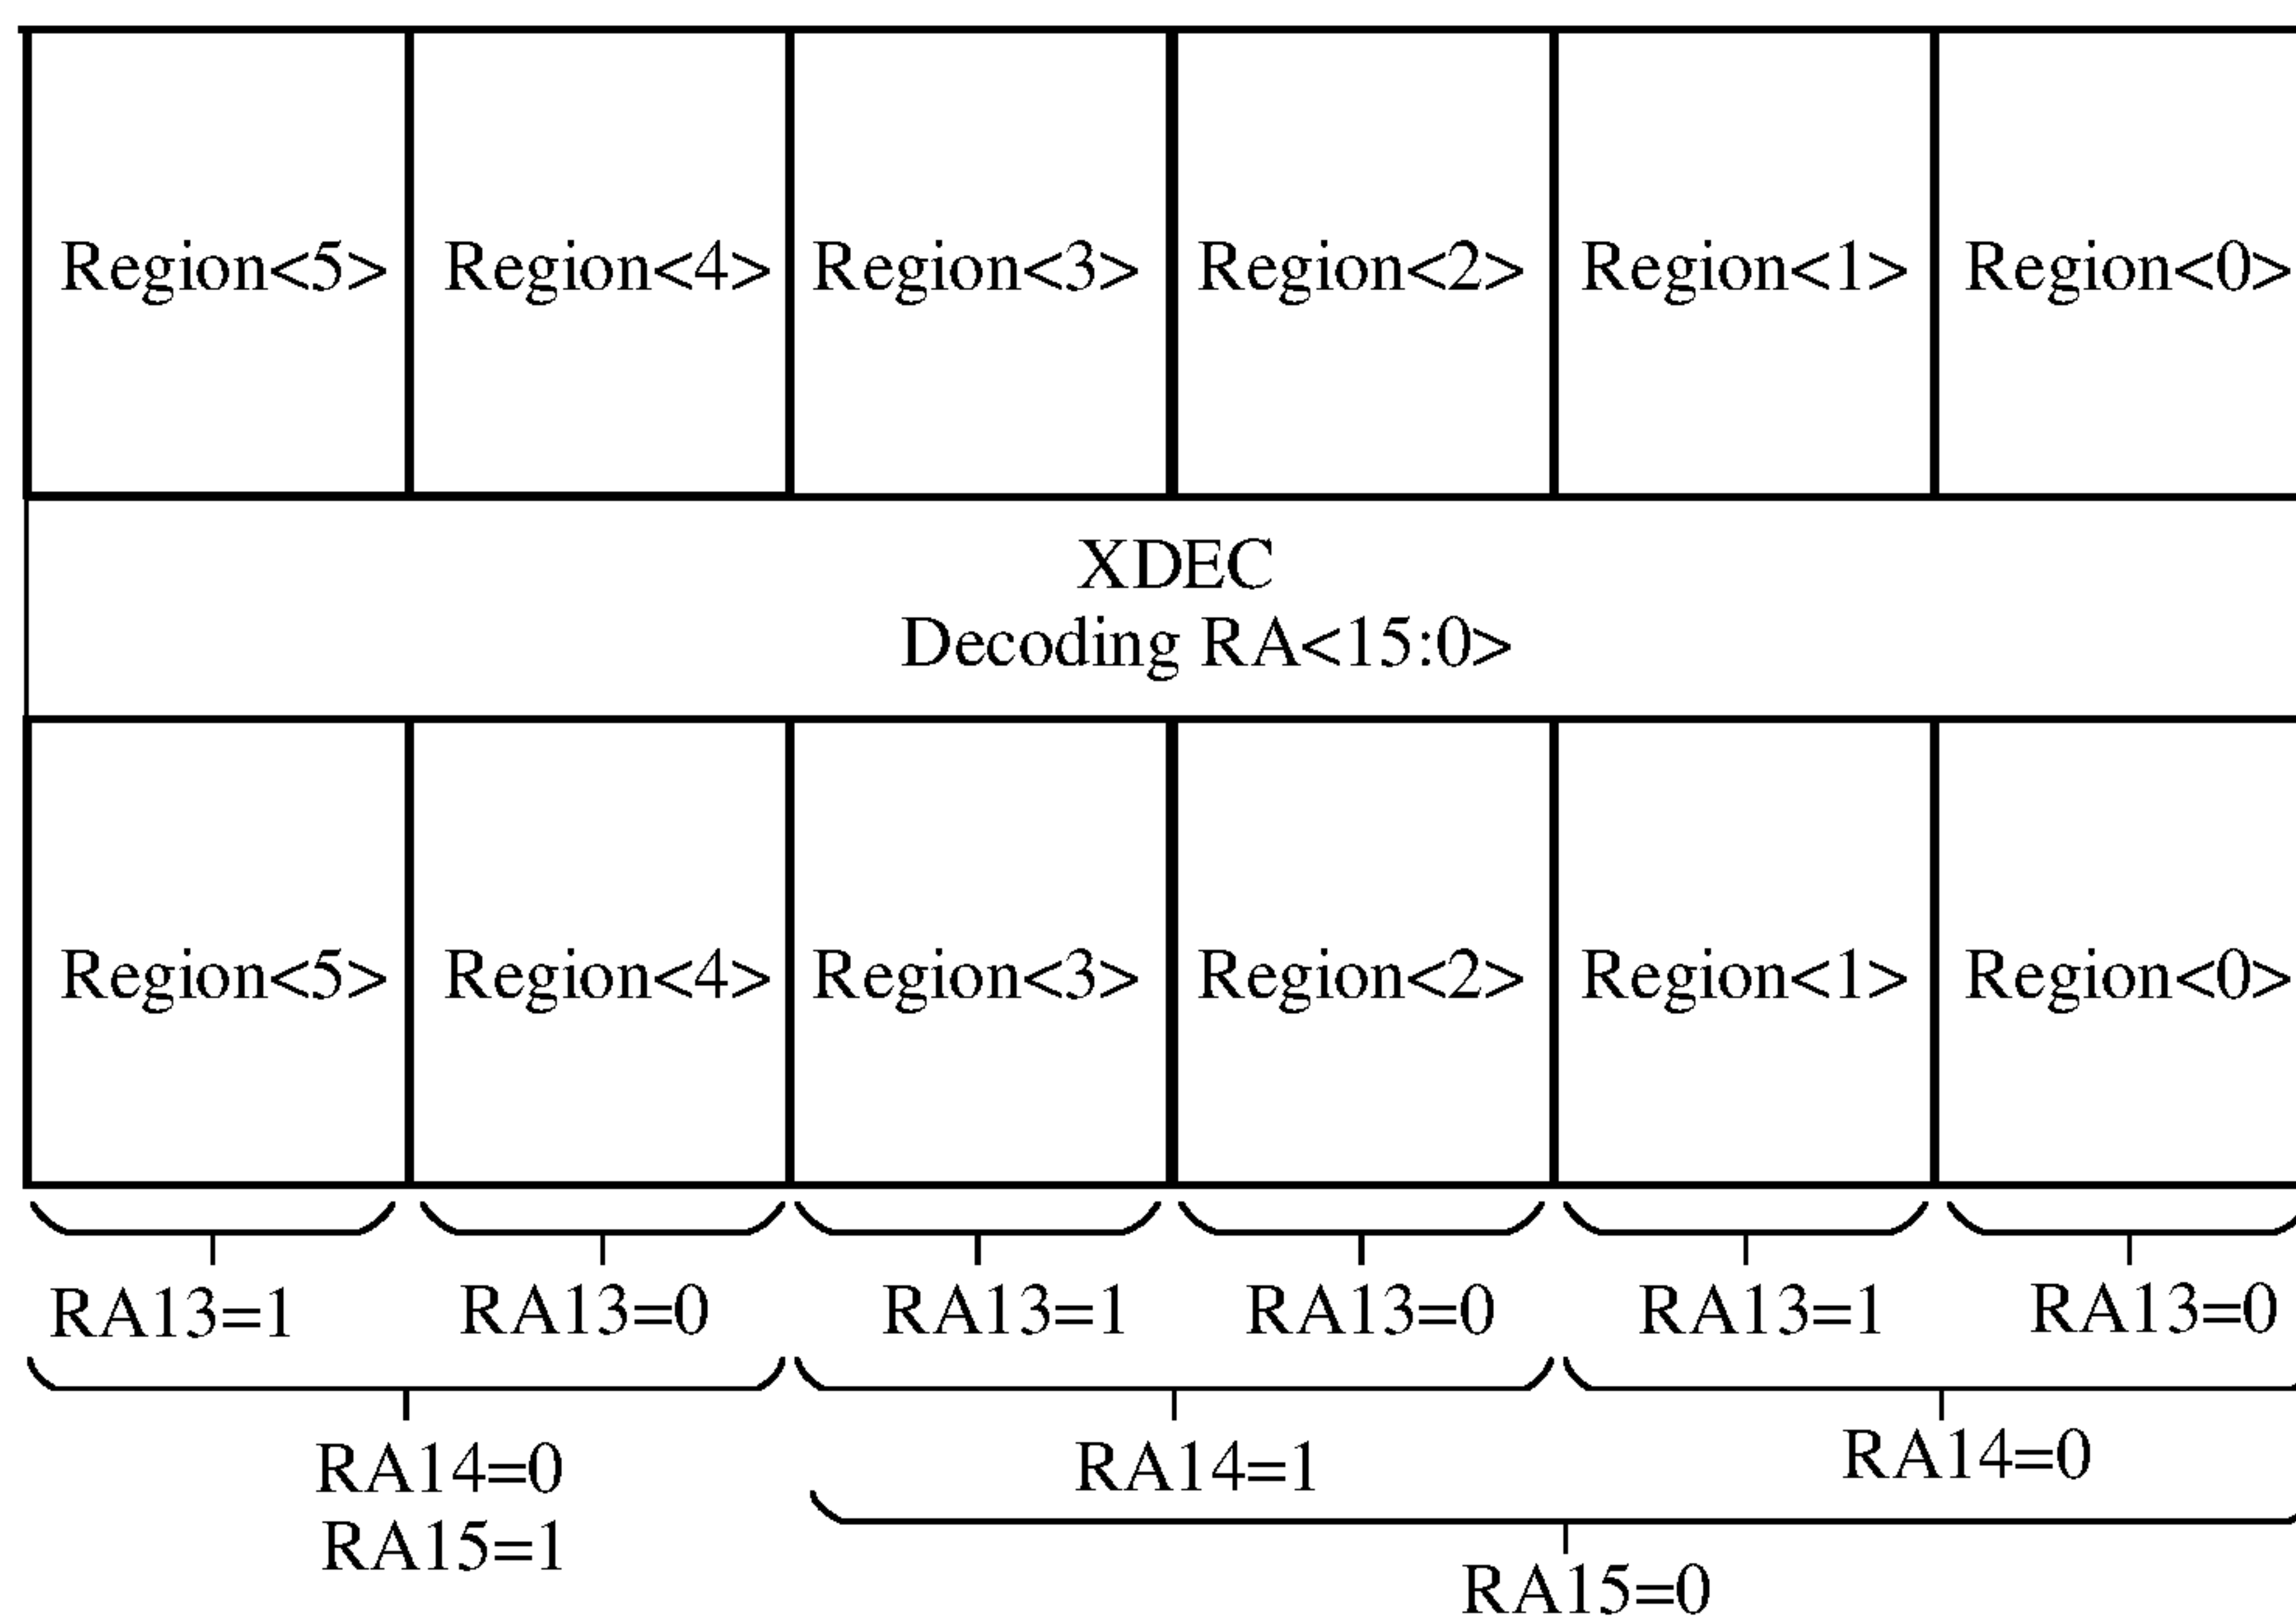 Region<5> Region<4> Region<3> Region<2> Region<1> Region<0>
XDEC
Decoding RA<15:0>
Region<5> Region<4> Region<3> Region<2> Region<1> Region<0>
RA13=1 RA13=0 RA13=1 RA13=0 RA13=1 RA13=0
RA14=0 RA14=1 RA14=0
RA15=1
RA15=0